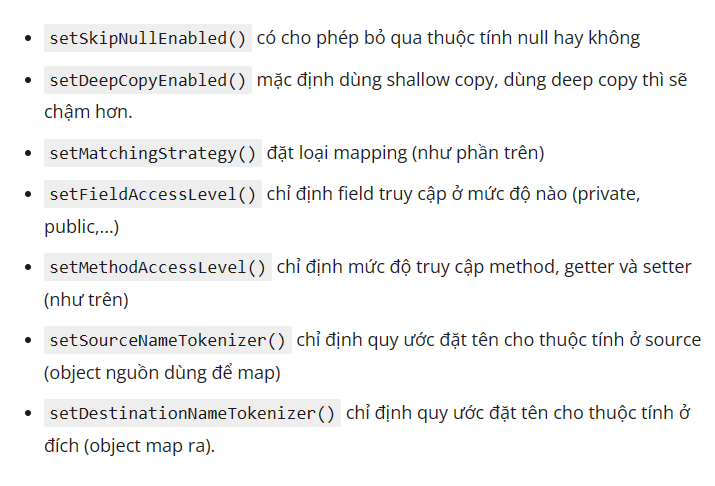 setSkipNullEnabled() có cho phép bỏ qua thuộc tính null hay không
setDeepCopyEnabled() mặc định dùng shallow copy, dùng deep copy thì sẽ
chậm hơn.
setMatchingStrategy() đặt loại mapping (như phần trên)
setFieldAccessLevel() chỉ định field truy cập ở mức độ nào (private,
public,...)
setMethodAccessLevel() chỉ định mức độ truy cập method, getter và setter
(như trên)
setSourceNameTokenizer() chỉ định quy ước đặt tên cho thuộc tính ở source
(object nguồn dùng để map)
setDestinationNameTokenizer() chỉ định quy ước đặt tên cho thuộc tính ở
đích (object map ra).